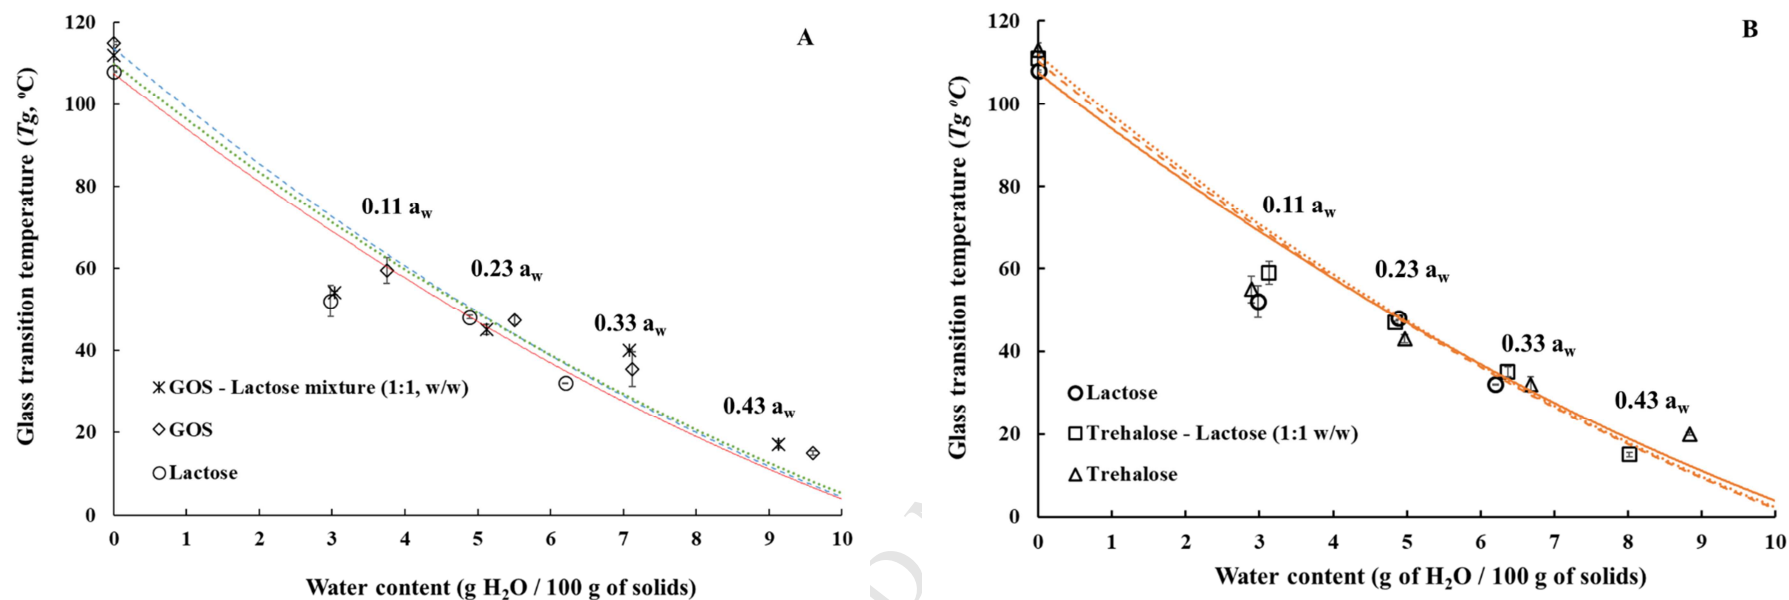 A
Glass transition temperature (Tg, ºC)
120
100
80
60
40
20
0
0.11 aw
0.23 aw
0.33 aw
0.43 aw
GOS - Lactose mixture (1:1, w/w)
GOS
Lactose
0 1 2 3 4 5 6 7 8 9 10
Water content (g H2O / 100 g of solids)
B
Glass transition temperature (Tg ºC)
120
100
80
60
40
20
0
0.11 aw
0.23 aw
0.33 aw
0.43 aw
Lactose
Trehalose - Lactose (1:1 w/w)
Trehalose
0 1 2 3 4 5 6 7 8 9 10
Water content (g of H2O / 100 g of solids)